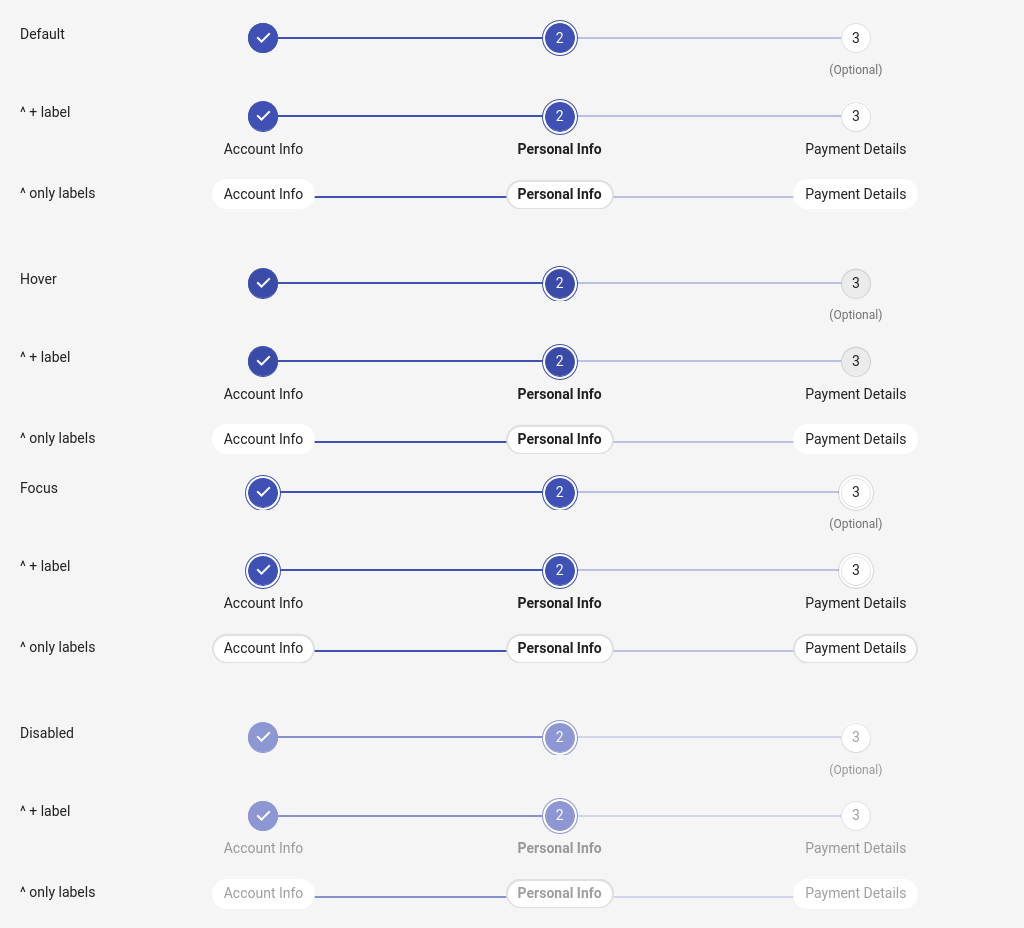 Default
2
3
(Optional)
^ + label
2
3
Account Info
Personal Info
Payment Details
^ only labels
Account Info
Personal Info
Payment Details
Hover
2
3
(Optional)
^ + label
2
3
Account Info
Personal Info
Payment Details
^ only labels
Account Info
Personal Info
Payment Details
Focus
2
3
(Optional)
^ + label
2
3
Account Info
Personal Info
Payment Details
^ only labels
Account Info
Personal Info
Payment Details
Disabled
2
3
(Optional)
^ + label
2
3
Account Info
Personal Info
Payment Details
^ only labels
Account Info
Personal Info
Payment Details